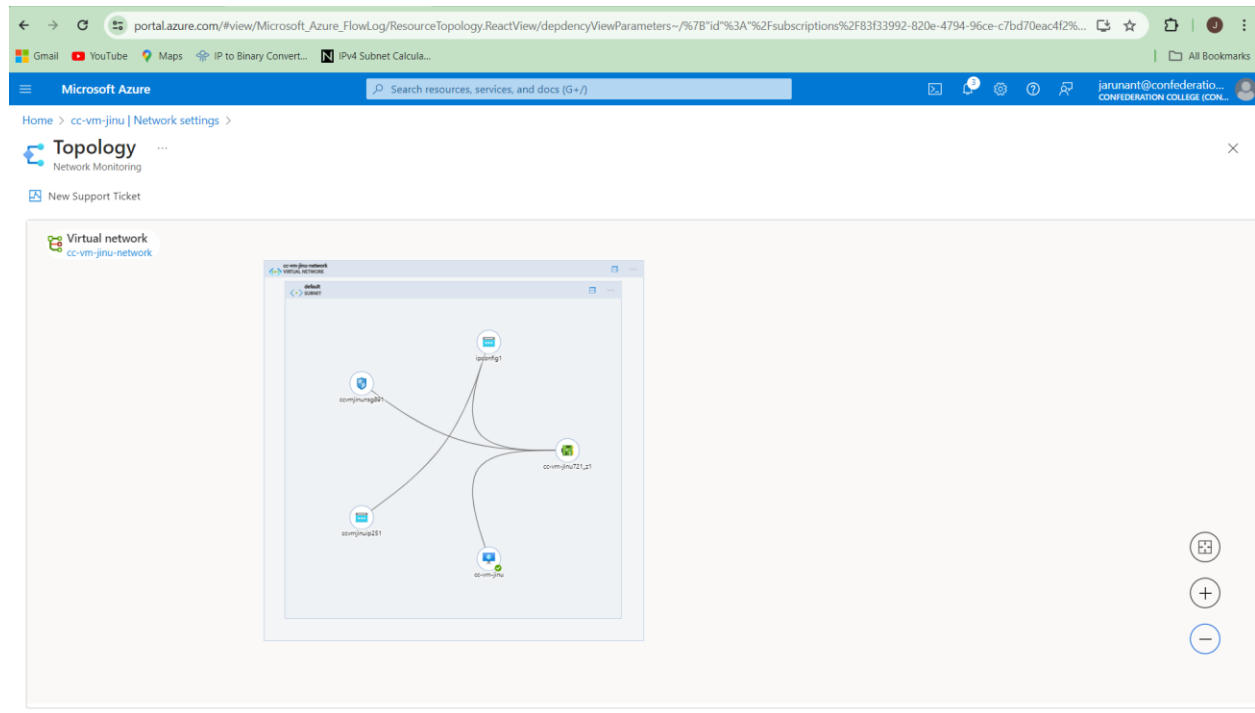 portal.azure.com/#view/Microsoft_Azure_FlowLog/ResourceTopology.ReactView/depdencyViewParameters~/%7B"id"%3A"%2Fsubscriptions%2F83f33992-820e-4794-96ce-c7bd70eac4f2%...
J
Gmail YouTube Maps IP to Binary Convert... IPv4 Subnet Calcula... All Bookmarks
Microsoft Azure
Search resources, services, and docs (G+/)
3
jarunant@confederatio...
CONFEDERATION COLLEGE (CON...
Home > cc-vm-jinu | Network settings >
Topology ...
Network Monitoring
New Support Ticket
Virtual network
cc-vm-jinu-network
cc-vm-jinu-network
VIRTUAL NETWORK
default
SUBNET
ipconfig1
ccvmjinunsg891
cc-vm-jinu721_z1
ccvmjinuip251
cc-vm-jinu